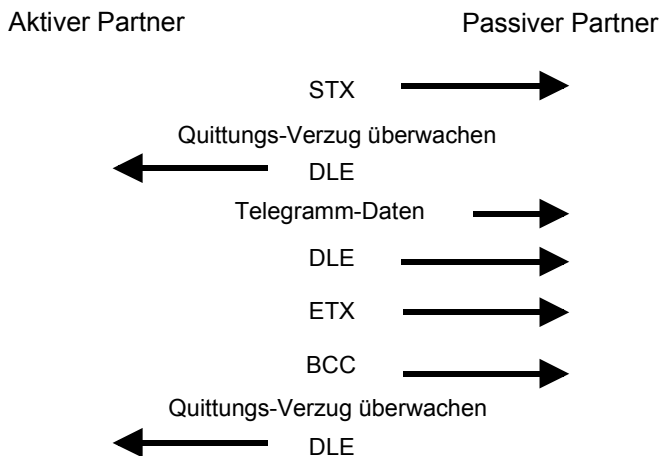 Aktiver Partner Passiver Partner
STX
Quittungs-Verzug überwachen
DLE
Telegramm-Daten
DLE
ETX
BCC
Quittungs-Verzug überwachen
DLE